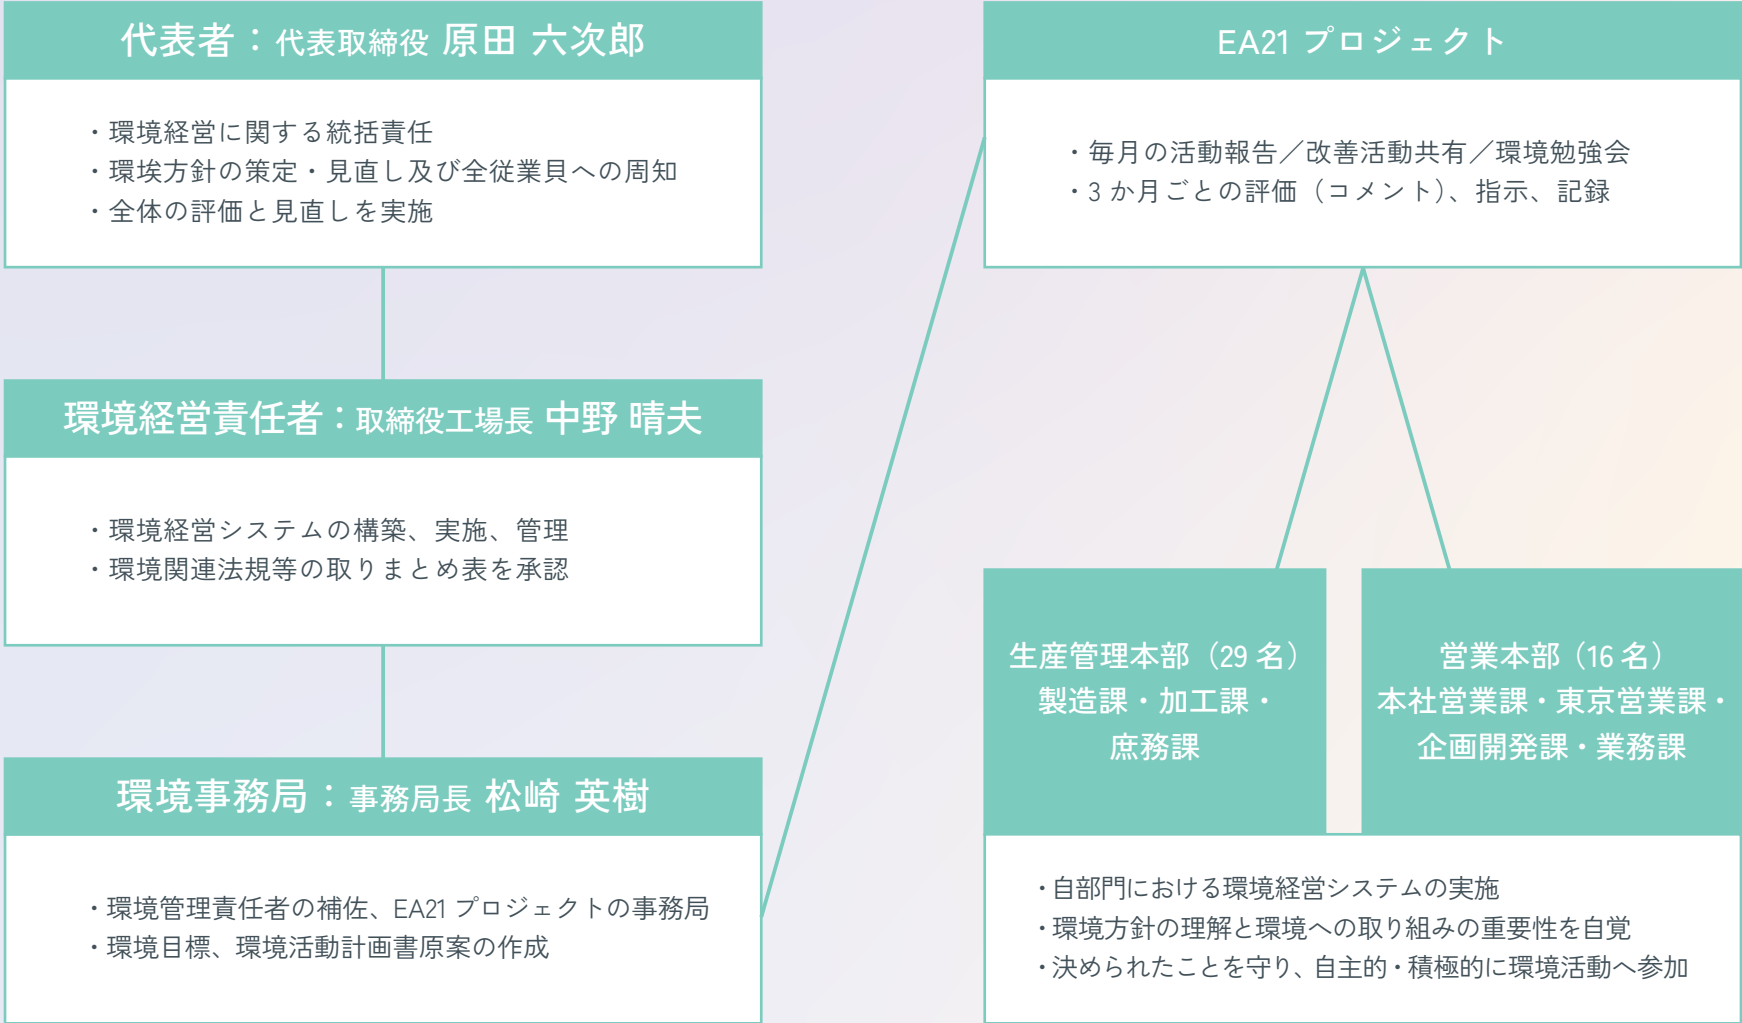 代表者：代表取締役 原田 六次郎
・環境経営に関する統括責任
・環埃方針の策定・見直し及び全従業員への周知
・全体の評価と見直しを実施
環境経営責任者：取締役工場長 中野 晴夫
・環境経営システムの構築、実施、管理
・環境関連法規等の取りまとめ表を承認
環境事務局：事務局長 松崎 英樹
・環境管理責任者の補佐、EA21 プロジェクトの事務局
・環境目標、環境活動計画書原案の作成
EA21 プロジェクト
・毎月の活動報告／改善活動共有／環境勉強会
・3 か月ごとの評価（コメント）、指示、記録
生産管理本部（29 名）
製造課・加工課・
庶務課
営業本部（16 名）
本社営業課・東京営業課・
企画開発課・業務課
・自部門における環境経営システムの実施
・環境方針の理解と環境への取り組みの重要性を自覚
・決められたことを守り、自主的・積極的に環境活動へ参加